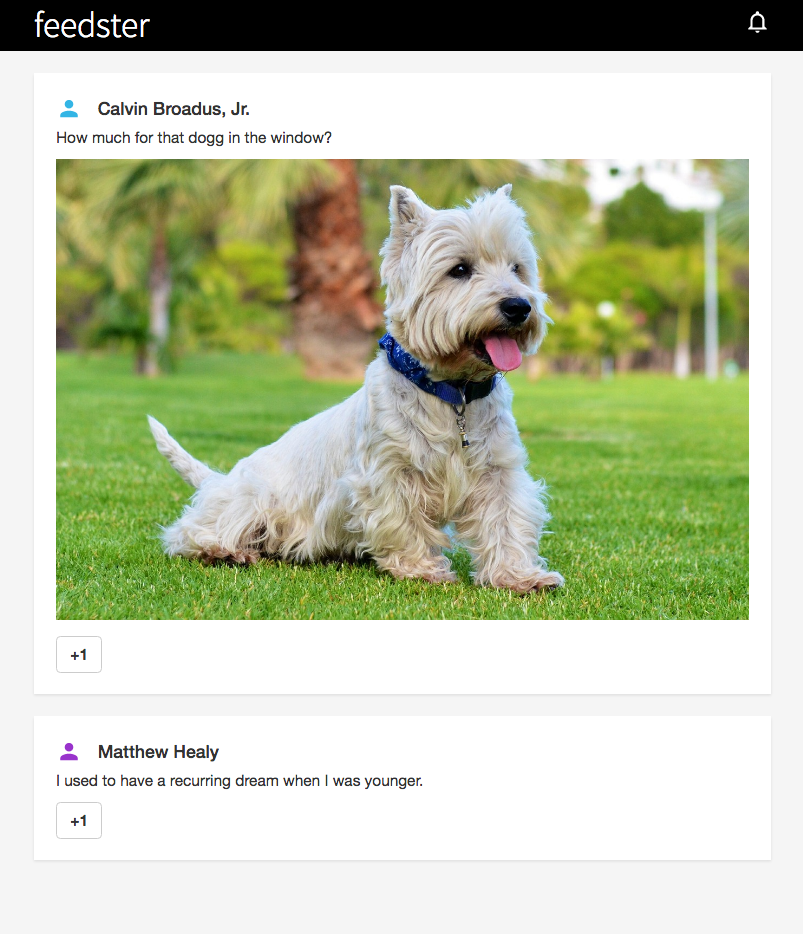 feedster
Calvin Broadus, Jr.
How much for that dogg in the window?
+1
Matthew Healy
I used to have a recurring dream when I was younger.
+1